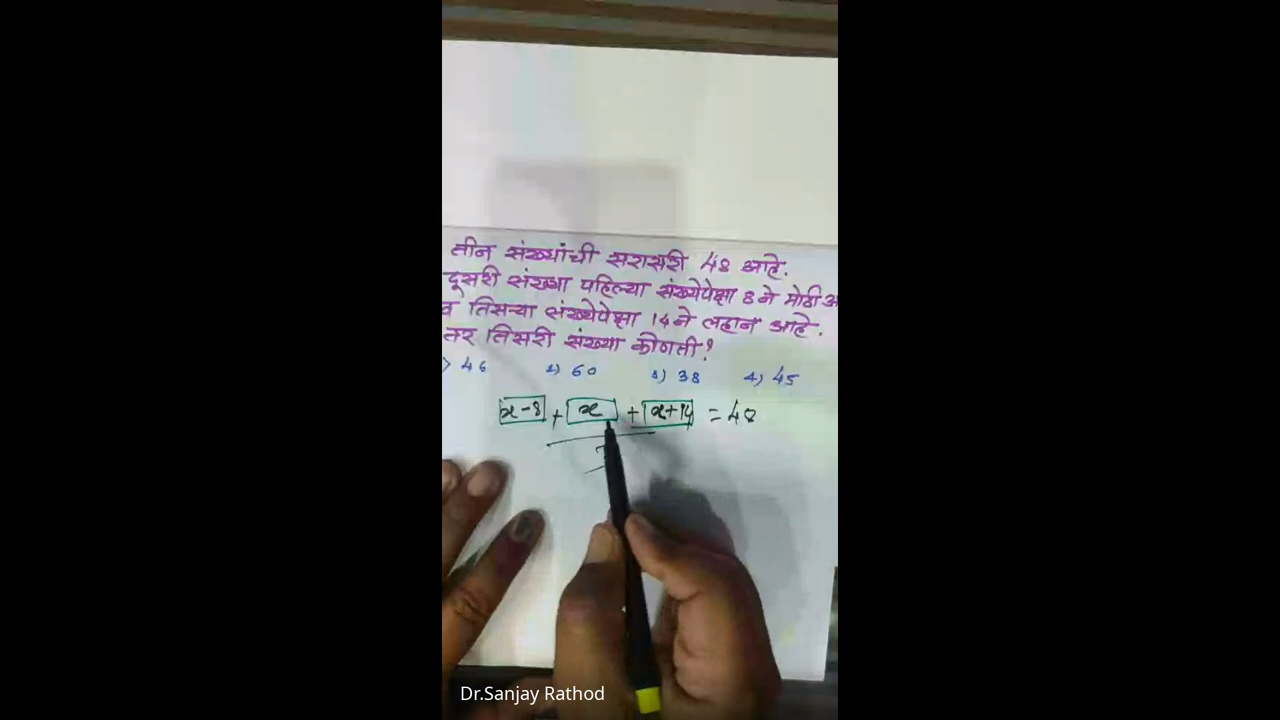 तीन संख्यांची सरासरी 48 आहे.
दूसरी संख्या पहिल्या संख्येपेक्षा 8 ने मोठी
व तिसऱ्या संख्येपेक्षा 14 ने लहान आहे.
तर तिसरी संख्या कोणती?
) 46 2) 60 3) 38 4) 45
x-8 + x + x+14 = 48
Dr.Sanjay Rathod